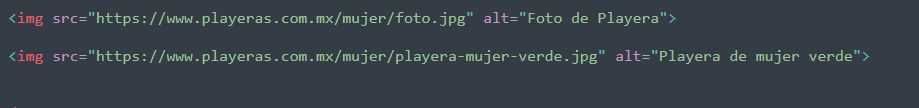 <img src="https://www.playeras.com.mx/mujer/foto.jpg" alt="Foto de Playera">
<img src="https://www.playeras.com.mx/mujer/playera-mujer-verde.jpg" alt="Playera de mujer verde">